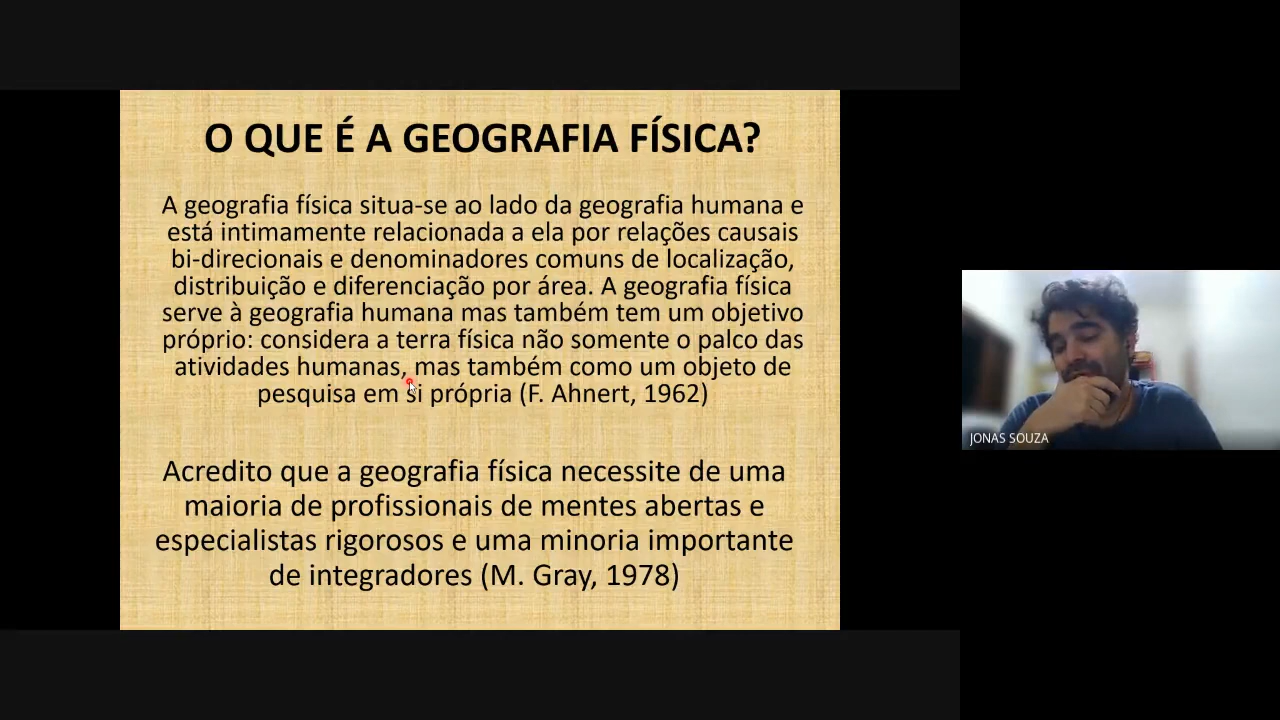 O QUE É A GEOGRAFIA FÍSICA?
A geografia física situa-se ao lado da geografia humana e
está intimamente relacionada a ela por relações causais
bi-direcionais e denominadores comuns de localização,
distribuição e diferenciação por área. A geografia física
serve à geografia humana mas também tem um objetivo
próprio: considera a terra física não somente o palco das
atividades humanas, mas também como um objeto de
pesquisa em si própria (F. Ahnert, 1962)
Acredito que a geografia física necessite de uma
maioria de profissionais de mentes abertas e
especialistas rigorosos e uma minoria importante
de integradores (M. Gray, 1978)
JONAS SOUZA